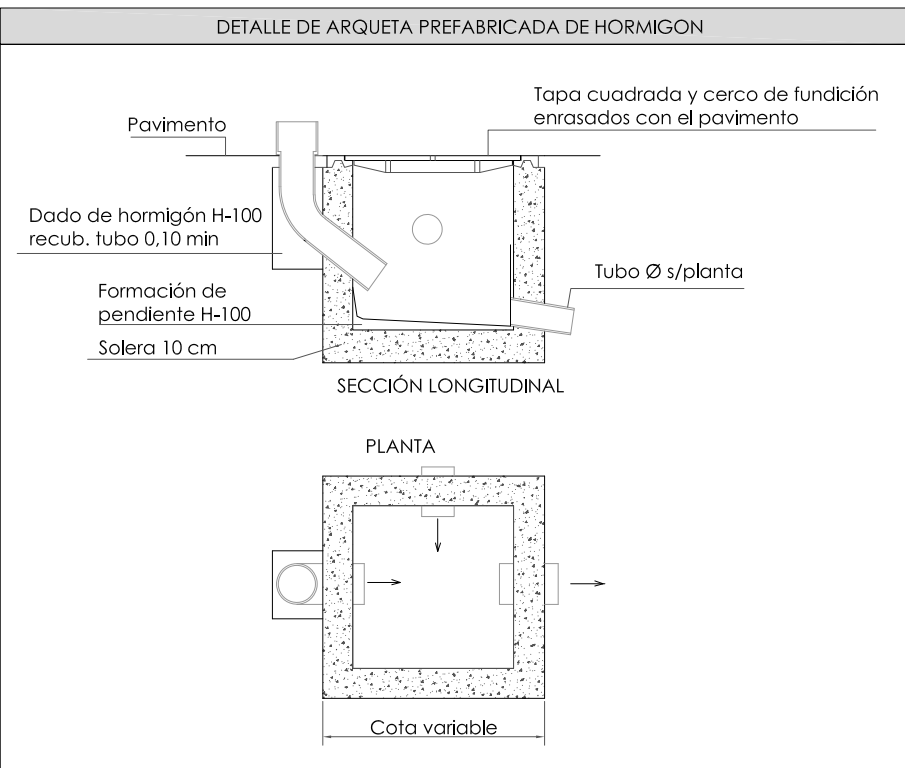 DETALLE DE ARQUETA PREFABRICADA DE HORMIGON
Tapa cuadrada y cerco de fundición
enrasados con el pavimento
Pavimento
Dado de hormigón H-100
recub. tubo 0,10 min
Tubo Ø s/planta
Formación de
pendiente H-100
Solera 10 cm
SECCIÓN LONGITUDINAL
PLANTA
Cota variable